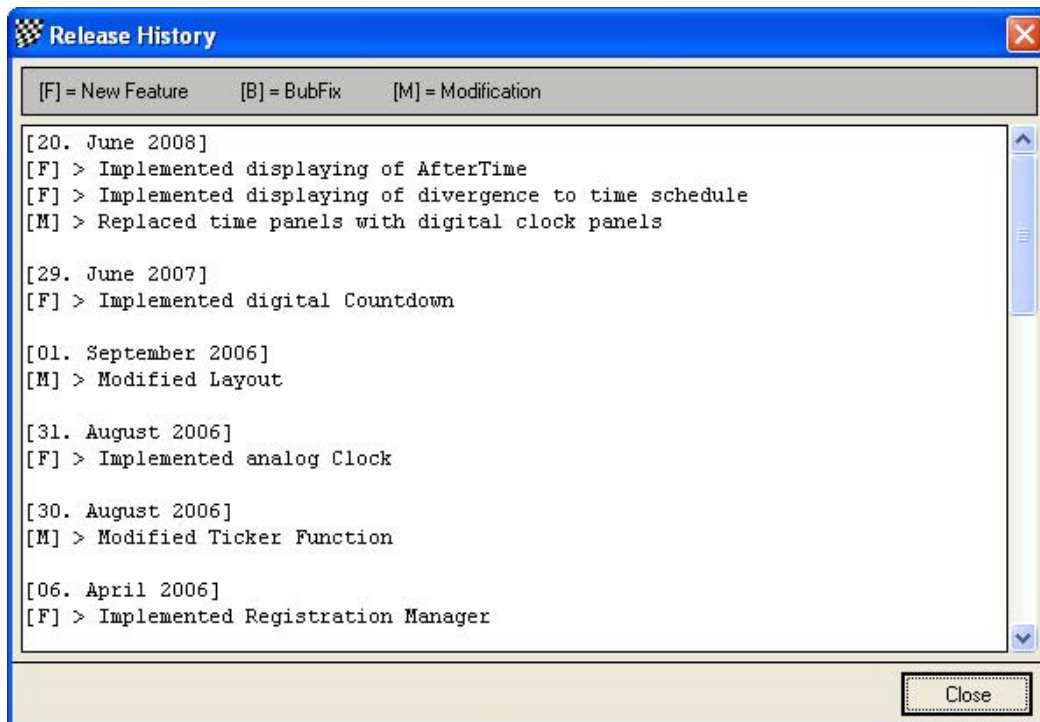 Release History
[F] = New Feature [B] = BubFix [M] = Modification
[20. June 2008]
[F] > Implemented displaying of AfterTime
[F] > Implemented displaying of divergence to time schedule
[M] > Replaced time panels with digital clock panels
[29. June 2007]
[F] > Implemented digital Countdown
[01. September 2006]
[M] > Modified Layout
[31. August 2006]
[F] > Implemented analog Clock
[30. August 2006]
[M] > Modified Ticker Function
[06. April 2006]
[F] > Implemented Registration Manager
Close